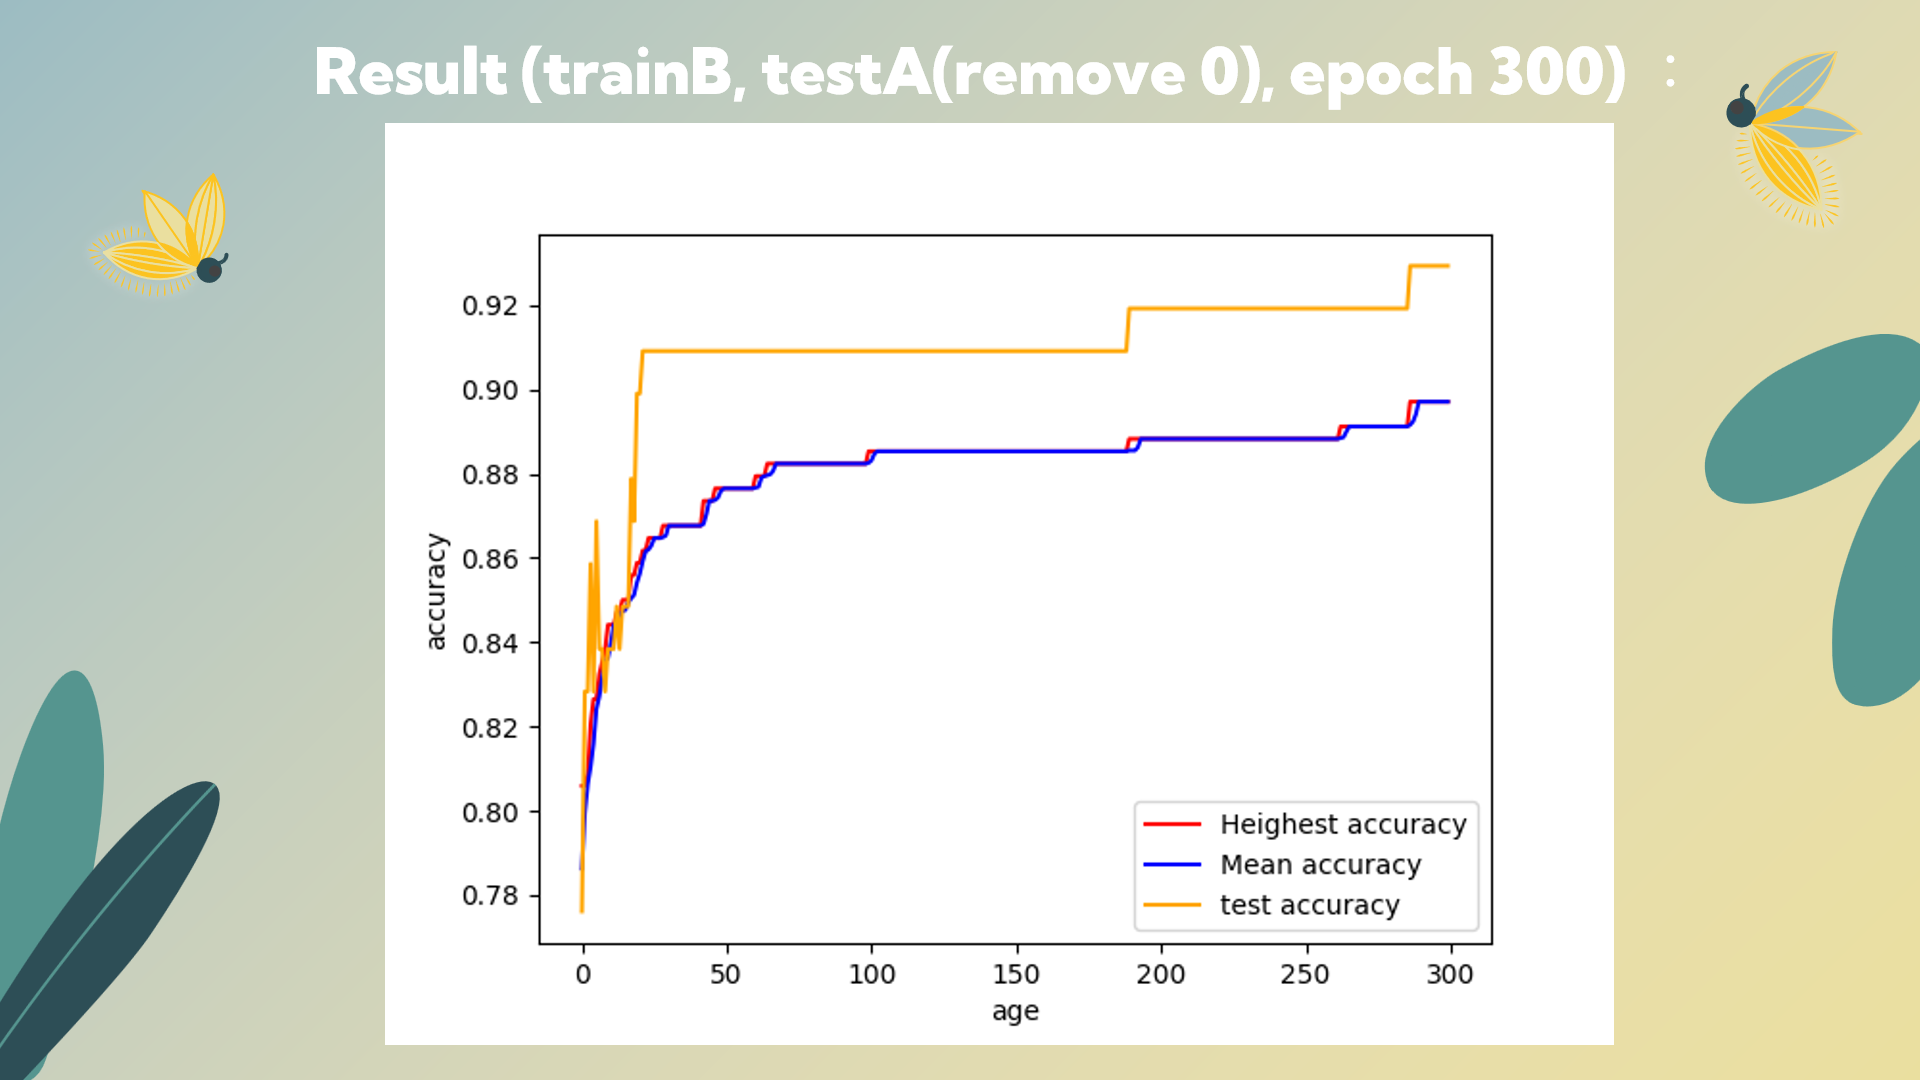 Result (trainB, testA(remove 0), epoch 300) :
0.92
0.90
0.88
0.86
0.84
0.82
0.80
0.78
accuracy
Heighest accuracy
Mean accuracy
test accuracy
0 50 100 150 200 250 300
age